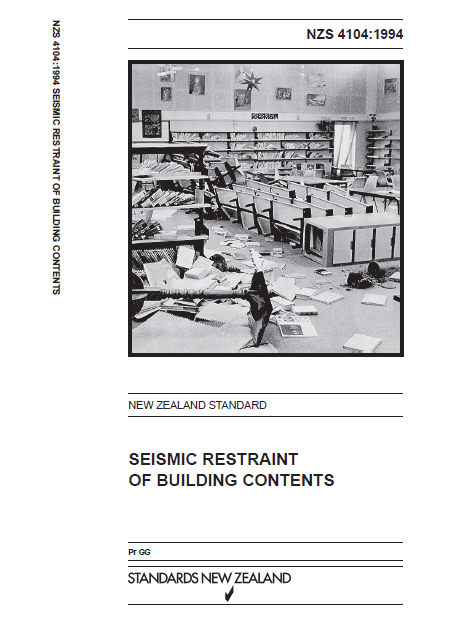 NZS 4104:1994 SEISMIC RESTRAINT OF BUILDING CONTENTS
NZS 4104:1994
NEW ZEALAND STANDARD
SEISMIC RESTRAINT
OF BUILDING CONTENTS
Pr GG
STANDARDS NEW ZEALAND